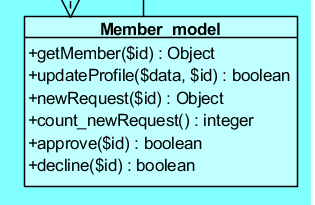 Member_model
+getMember($id) : Object
+updateProfile($data, $id) : boolean
+newRequest($id) : Object
+count_newRequest() : integer
+approve($id) : boolean
+decline($id) : boolean